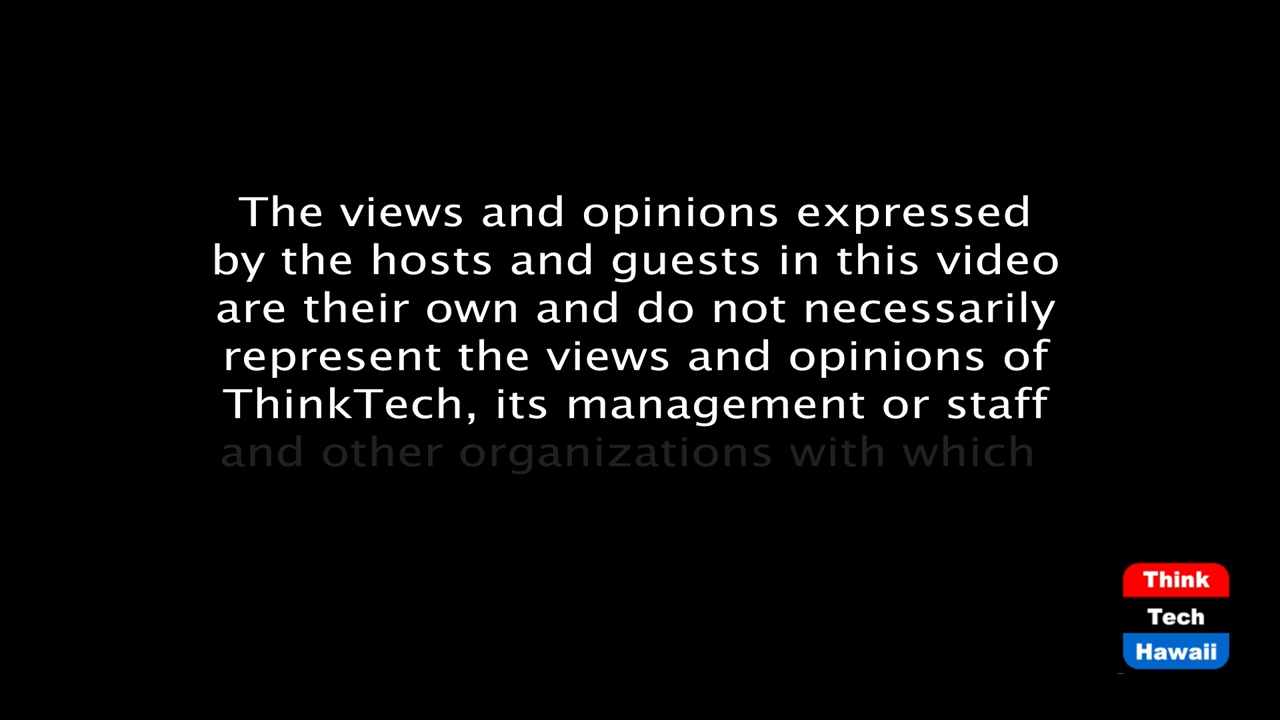 The views and opinions expressed
by the hosts and guests in this video
are their own and do not necessarily
represent the views and opinions of
ThinkTech, its management or staff
and other organizations with which
Think
Tech
Hawaii